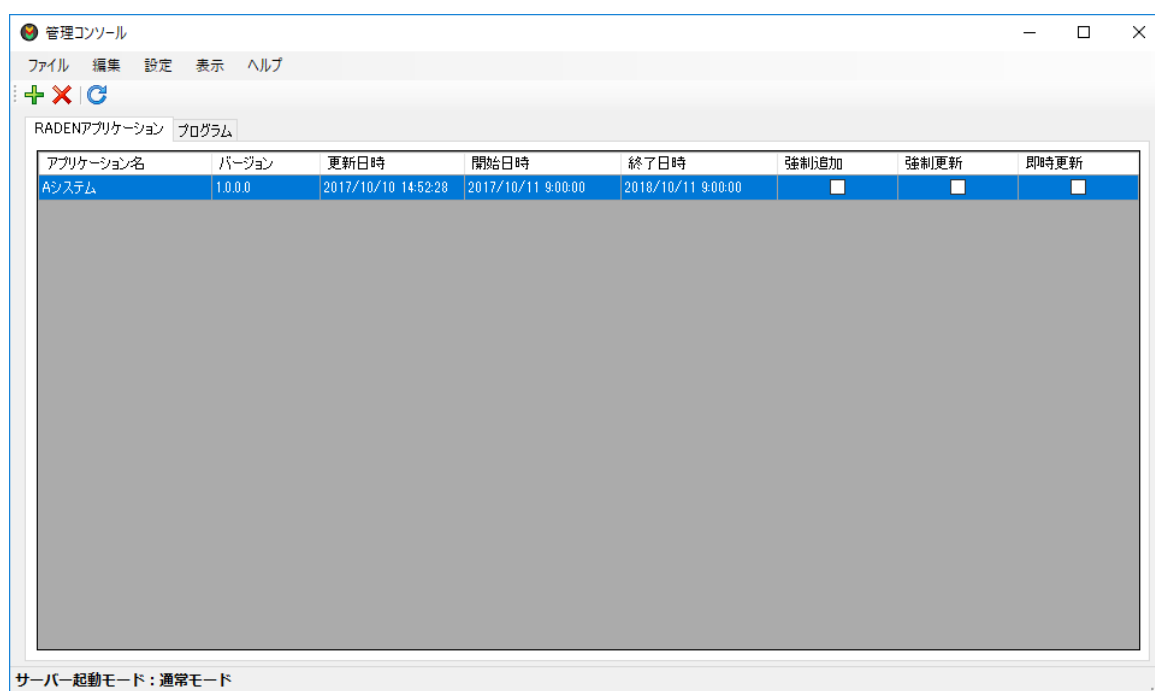 管理コンソール
ファイル 編集 設定 表示 ヘルプ
RADENアプリケーション プログラム
アプリケーション名 バージョン 更新日時 開始日時 終了日時 強制追加 強制更新 即時更新
Aシステム 1.0.0.0 2017/10/10 14:52:28 2017/10/11 9:00:00 2018/10/11 9:00:00
サーバー起動モード：通常モード